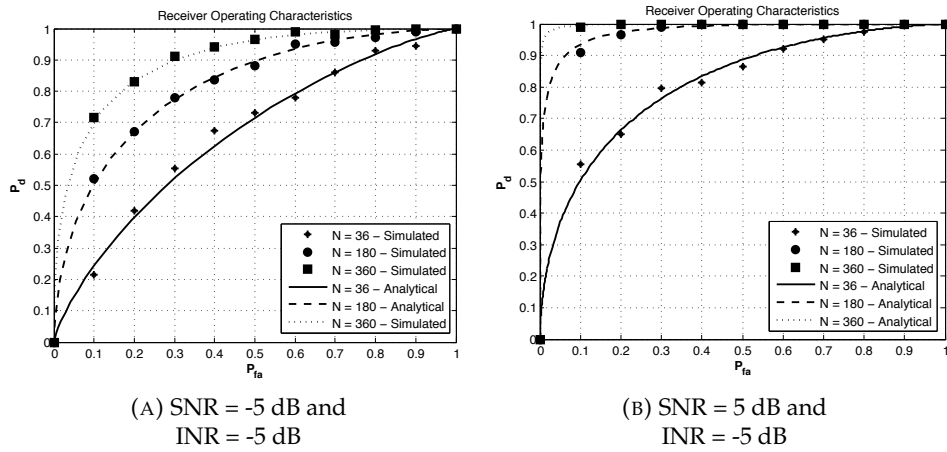 Receiver Operating Characteristics
1
0.9
0.8
0.7
0.6
0.5
0.4
0.3
0.2
0.1
0
P_d
N = 36 – Simulated
N = 180 – Simulated
N = 360 – Simulated
N = 36 – Analytical
N = 180 – Analytical
N = 360 – Simulated
0 0.1 0.2 0.3 0.4 0.5 0.6 0.7 0.8 0.9 1
P_fa
(A) SNR = -5 dB and
INR = -5 dB
Receiver Operating Characteristics
1
0.9
0.8
0.7
0.6
0.5
0.4
0.3
0.2
0.1
0
P_d
N = 36 – Simulated
N = 180 – Simulated
N = 360 – Simulated
N = 36 – Analytical
N = 180 – Analytical
N = 360 – Analytical
0 0.1 0.2 0.3 0.4 0.5 0.6 0.7 0.8 0.9 1
P_fa
(B) SNR = 5 dB and
INR = -5 dB